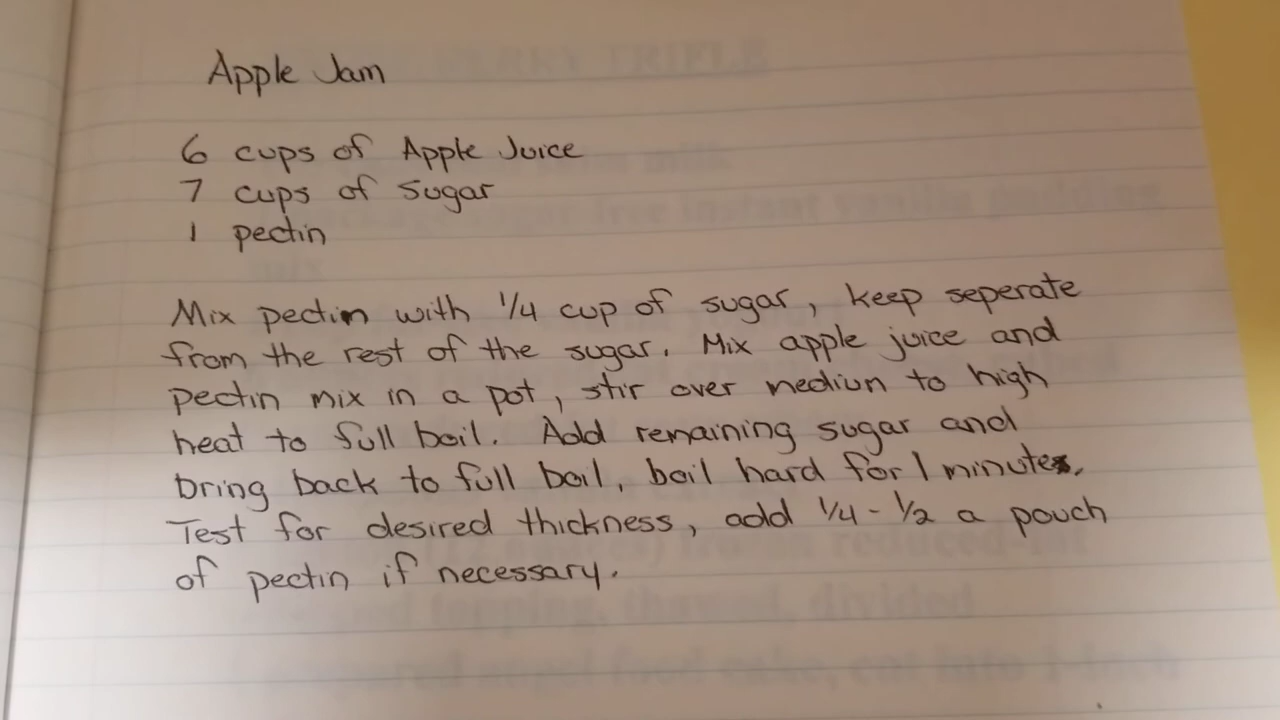 Apple Jam
6 cups of Apple Juice
7 cups of sugar
1 pectin
Mix pectin with 1/4 cup of sugar, keep seperate
from the rest of the sugar. Mix apple juice and
pectin mix in a pot, stir over medium to high
heat to full boil. Add remaining sugar and
bring back to full boil, boil hard for 1 minute.
Test for desired thickness, add 1/4 - 1/2 a pouch
of pectin if necessary.